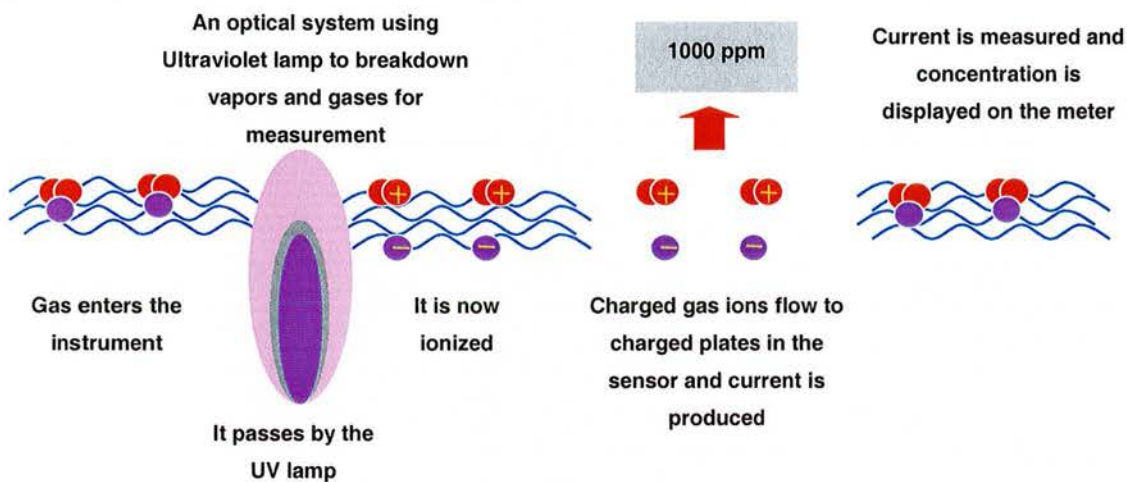 An optical system using
Ultraviolet lamp to breakdown
vapors and gases for
measurement
1000 ppm
Current is measured and
concentration is
displayed on the meter
+ +
+ +
− −
− −
Gas enters the
instrument
It is now
ionized
Charged gas ions flow to
charged plates in the
sensor and current is
produced
It passes by the
UV lamp